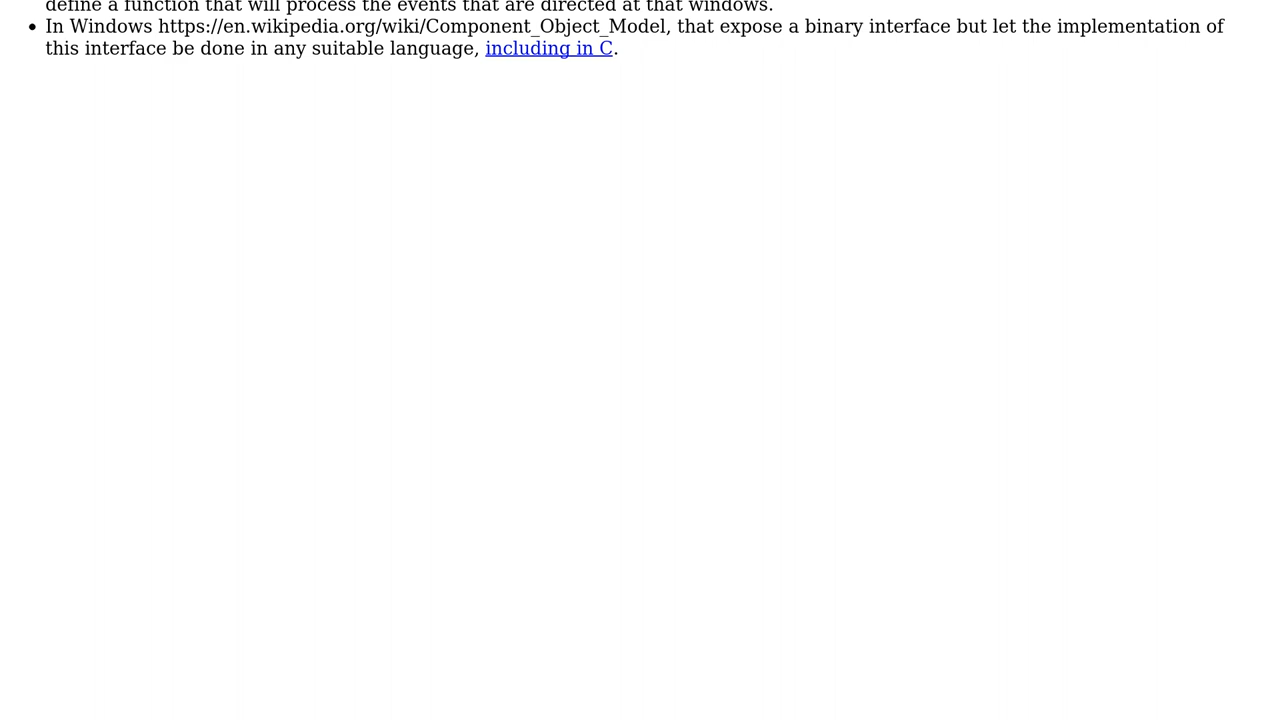 define a function that will process the events that are directed at that windows.
• In Windows https://en.wikipedia.org/wiki/Component_Object_Model, that expose a binary interface but let the implementation of
this interface be done in any suitable language, including in C.